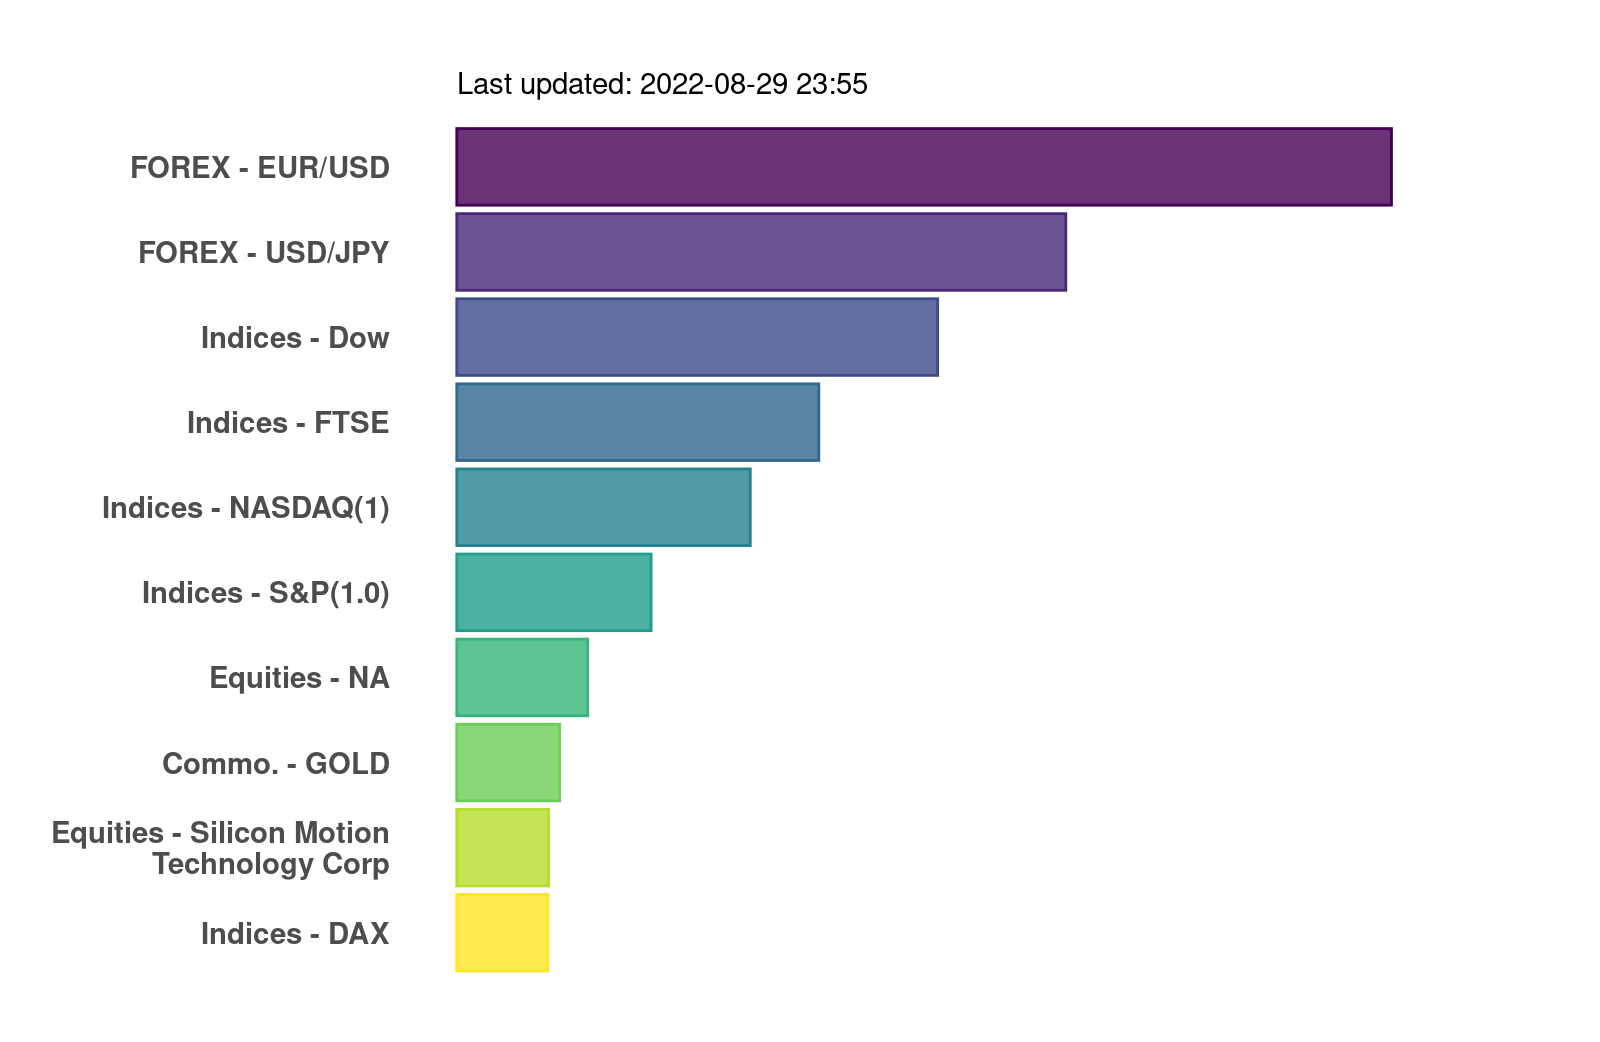 Last updated: 2022-08-29 23:55
FOREX - EUR/USD
FOREX - USD/JPY
Indices - Dow
Indices - FTSE
Indices - NASDAQ(1)
Indices - S&P(1.0)
Equities - NA
Commo. - GOLD
Equities - Silicon Motion
Technology Corp
Indices - DAX